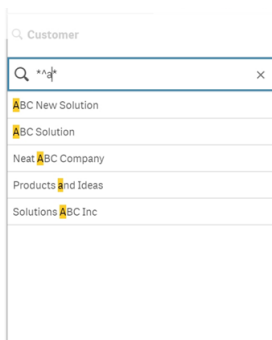 Customer
*^a*
ABC New Solution
ABC Solution
Neat ABC Company
Products and Ideas
Solutions ABC Inc